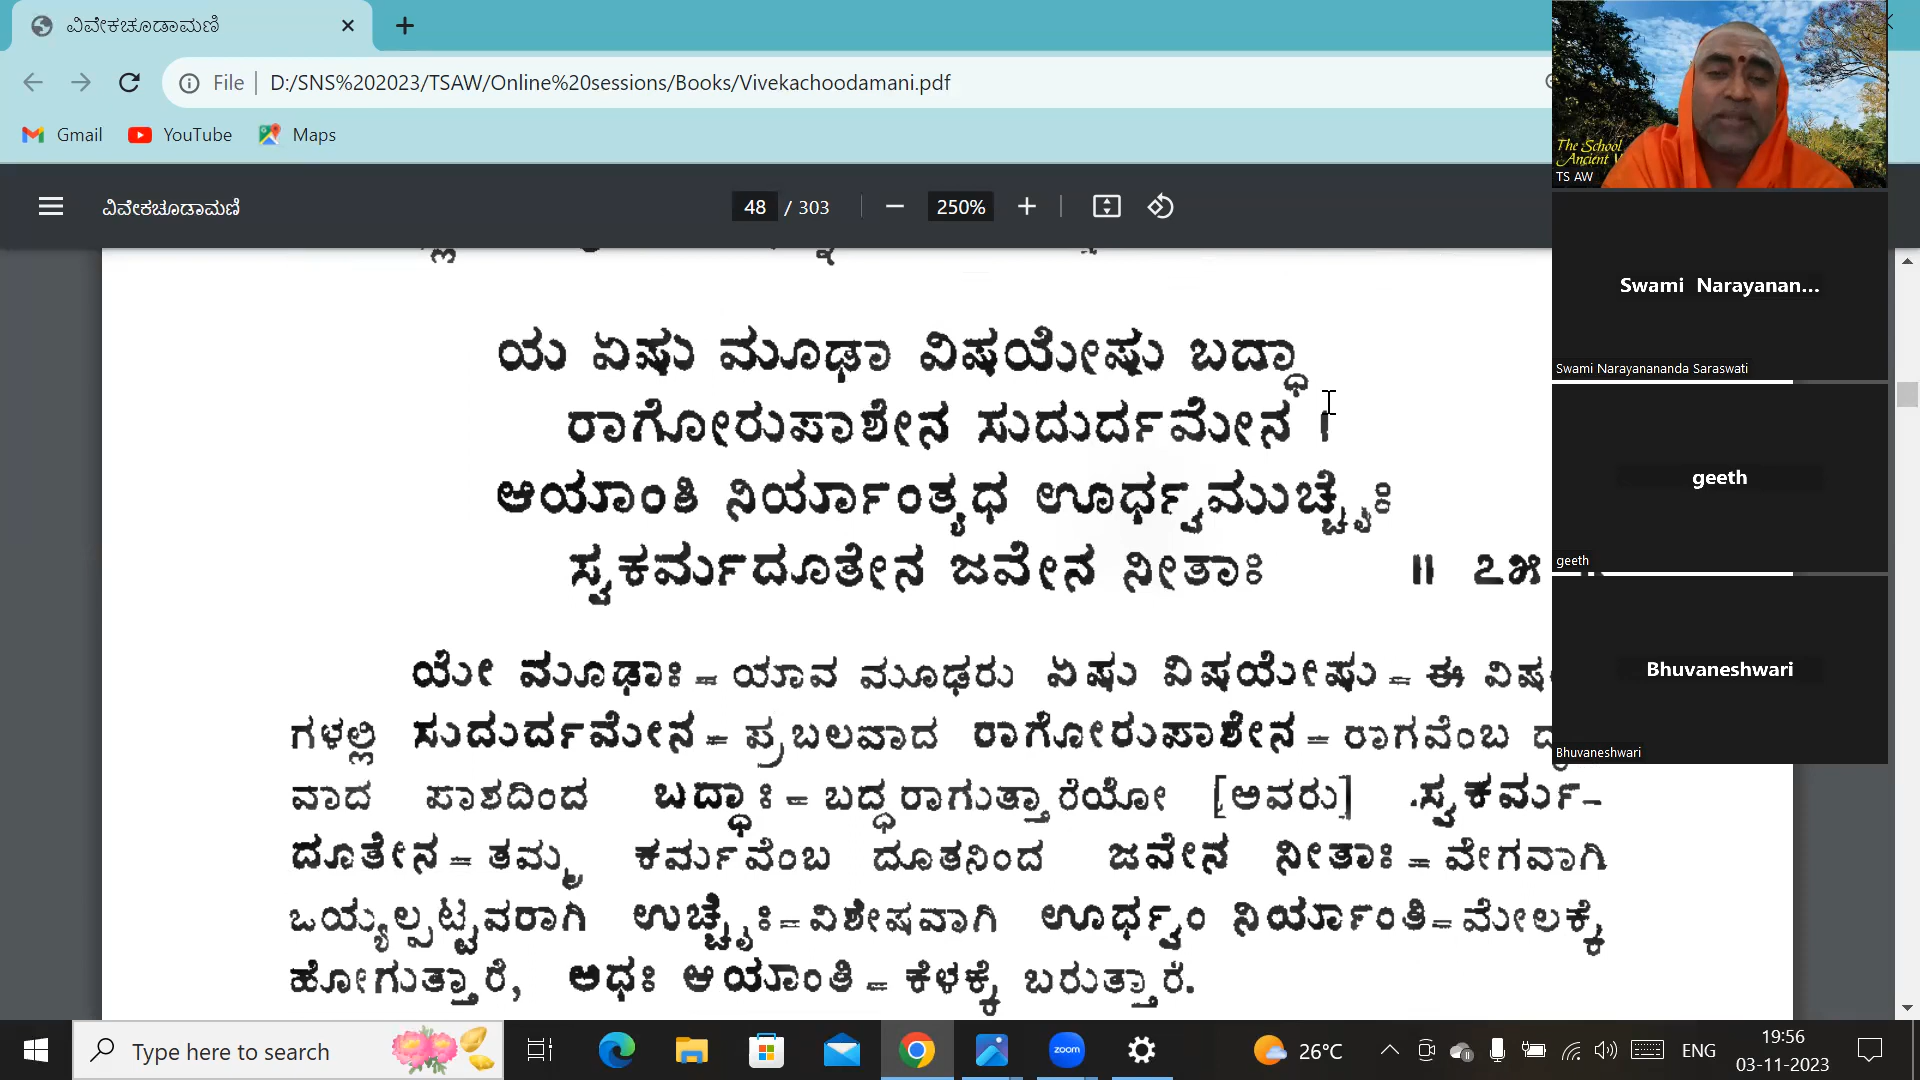 ವಿವೇಕಚೂಡಾಮಣಿ
File D:/SNS%202023/TSAW/Online%20sessions/Books/Vivekachoodamani.pdf
Gmail YouTube Maps
ವಿವೇಕಚೂಡಾಮಣಿ 48 / 303 250%
ಯ ಏಷು ಮೂಢಾ ವಿಷಯೇಷು ಬದ್ಧಾ
ರಾಗೋರುಪಾಶೇನ ಸುದುರ್ದಮೇನ ।
ಆಯಾಂತಿ ನಿರ್ಯಾಂತ್ಯಧ ಊರ್ಧ್ವಮುಚ್ಚೈಃ
ಸ್ವಕರ್ಮದೂತೇನ ಜವೇನ ನೀತಾಃ ॥ ೭೫
ಯೇ ಮೂಢಾಃ = ಯಾವ ಮೂಢರು ಏಷು ವಿಷಯೇಷು = ಈ
ಗಳಲ್ಲಿ ಸುದುರ್ದಮೇನ = ಪ್ರಬಲವಾದ ರಾಗೋರುಪಾಶೇನ = ರಾಗವೆಂಬ
ವಾದ ಪಾಶದಿಂದ ಬದ್ಧಾಃ = ಬದ್ಧರಾಗುತ್ತಾರೆಯೋ [ಅವರು] ಸ್ವಕರ್ಮ-
ದೂತೇನ = ತಮ್ಮ ಕರ್ಮವೆಂಬ ದೂತನಿಂದ ಜವೇನ ನೀತಾಃ = ವೇಗವಾಗಿ
ಒಯ್ಯಲ್ಪಟ್ಟವರಾಗಿ ಉಚ್ಚೈಃ = ವಿಶೇಷವಾಗಿ ಊರ್ಧ್ವಂ ನಿರ್ಯಾಂತಿ = ಮೇಲಕ್ಕೆ
ಹೋಗುತ್ತಾರೆ, ಅಧಃ ಆಯಾಂತಿ = ಕೆಳಕ್ಕೆ ಬರುತ್ತಾರೆ.
The School
Ancient
TS AW
Swami Narayanan...
Swami Narayanananda Saraswati
geeth
geeth
Bhuvaneshwari
Bhuvaneshwari
Type here to search
zoom
26°C
ENG
19:56
03-11-2023